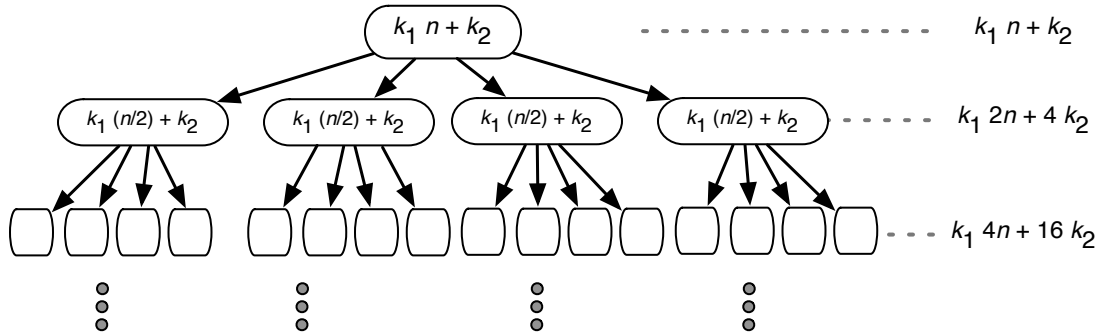 k₁ n + k₂
k₁ n + k₂
k₁ (n/2) + k₂
k₁ (n/2) + k₂
k₁ (n/2) + k₂
k₁ (n/2) + k₂
k₁ 2n + 4 k₂
k₁ 4n + 16 k₂